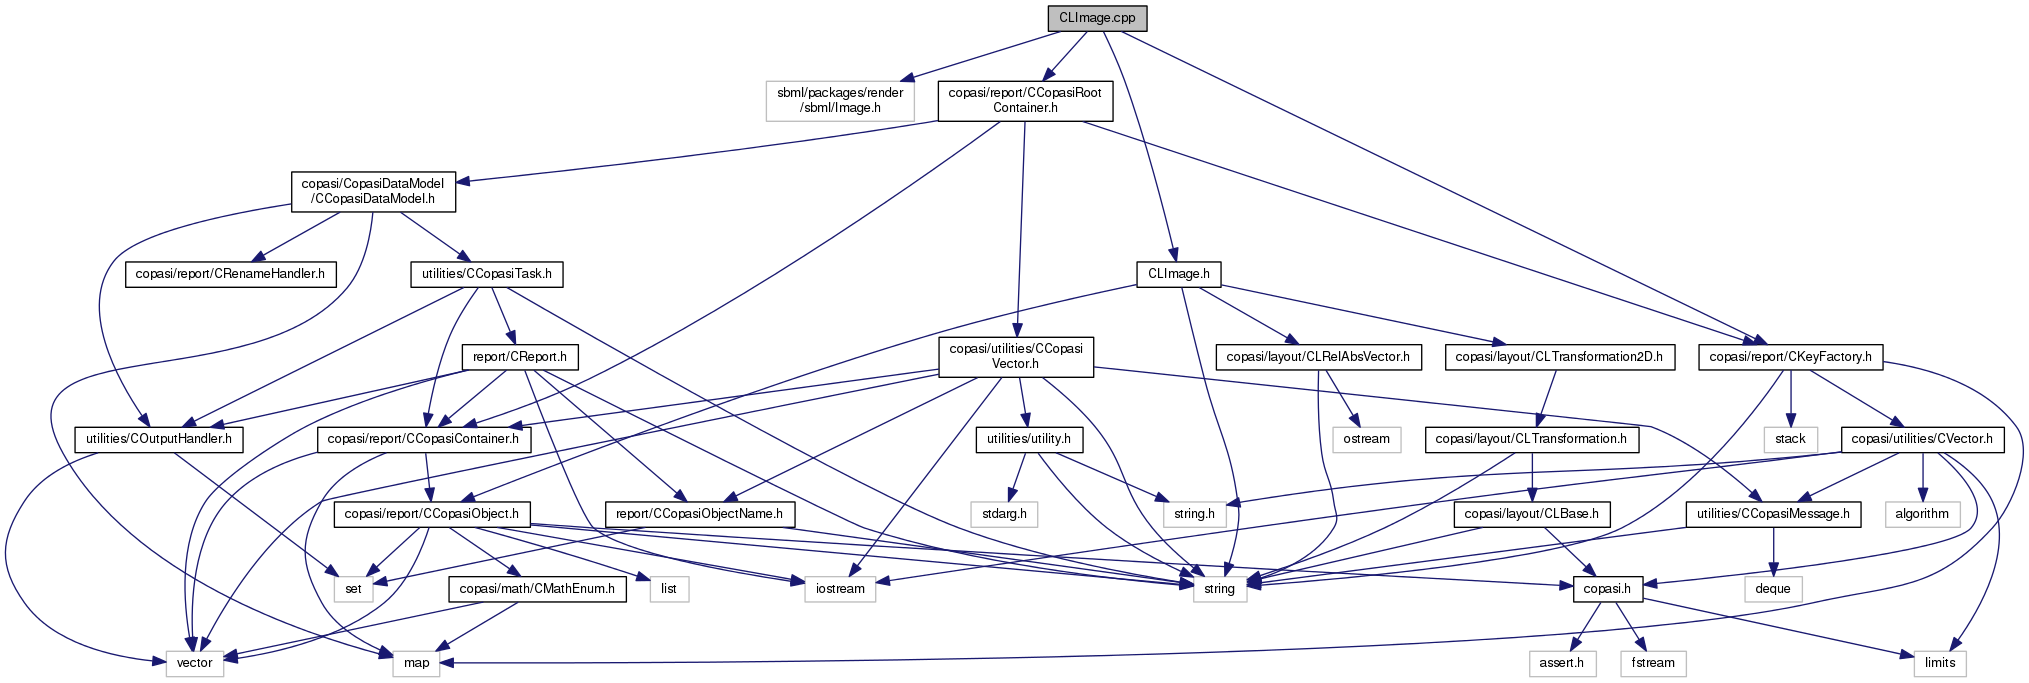 CLImage.cpp
sbml/packages/render
/sbml/Image.h
copasi/report/CCopasiRoot
Container.h
copasi/CopasiDataModel
/CCopasiDataModel.h
copasi/report/CRenameHandler.h
utilities/CCopasiTask.h
CLImage.h
report/CReport.h
copasi/utilities/CCopasi
Vector.h
copasi/layout/CLRelAbsVector.h
copasi/layout/CLTransformation2D.h
copasi/report/CKeyFactory.h
utilities/COutputHandler.h
copasi/report/CCopasiContainer.h
utilities/utility.h
ostream
copasi/layout/CLTransformation.h
stack
copasi/utilities/CVector.h
copasi/report/CCopasiObject.h
report/CCopasiObjectName.h
stdarg.h
string.h
copasi/layout/CLBase.h
utilities/CCopasiMessage.h
algorithm
set
copasi/math/CMathEnum.h
list
iostream
string
copasi.h
deque
vector
map
assert.h
fstream
limits